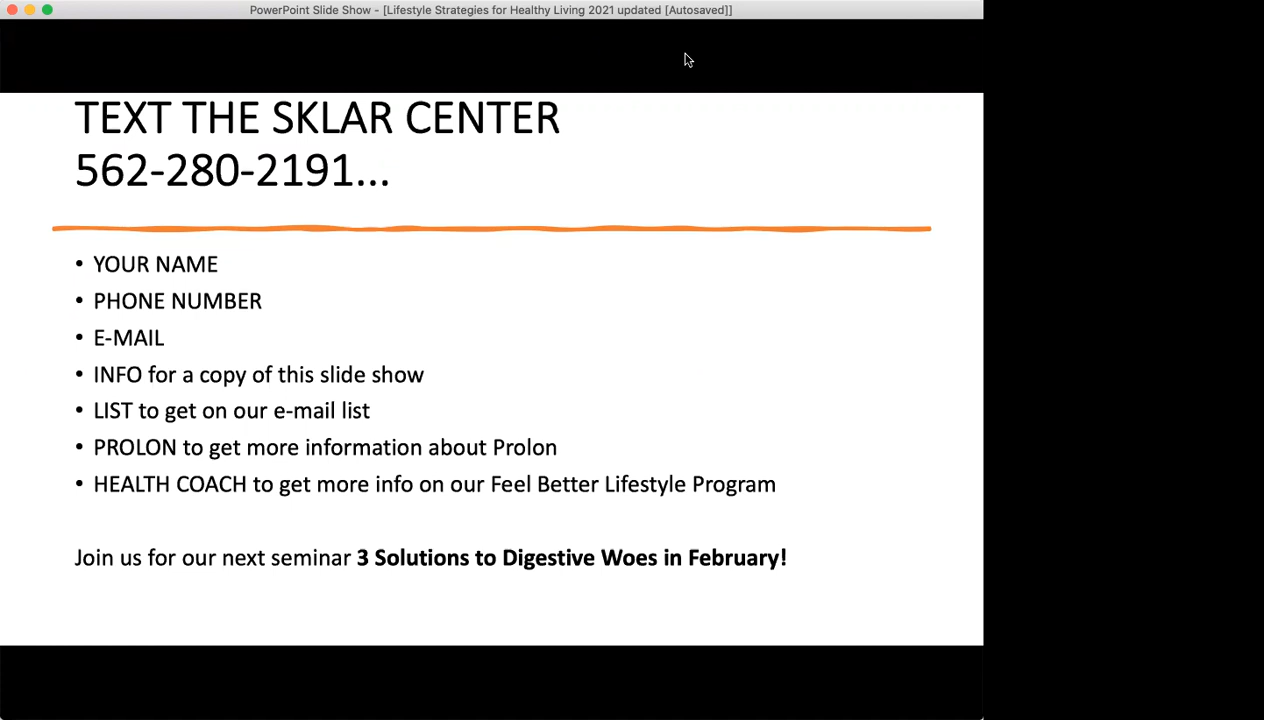 PowerPoint Slide Show - [Lifestyle Strategies for Healthy Living 2021 updated [Autosaved]]
TEXT THE SKLAR CENTER
562-280-2191...
• YOUR NAME
• PHONE NUMBER
• E-MAIL
• INFO for a copy of this slide show
• LIST to get on our e-mail list
• PROLON to get more information about Prolon
• HEALTH COACH to get more info on our Feel Better Lifestyle Program
Join us for our next seminar 3 Solutions to Digestive Woes in February!